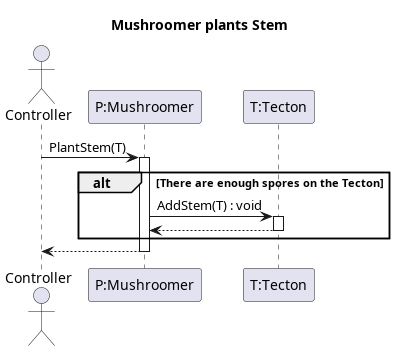 Mushroomer plants Stem
Controller
P:Mushroomer
T:Tecton
PlantStem(T)
alt
[There are enough spores on the Tecton]
AddStem(T) : void
Controller
P:Mushroomer
T:Tecton